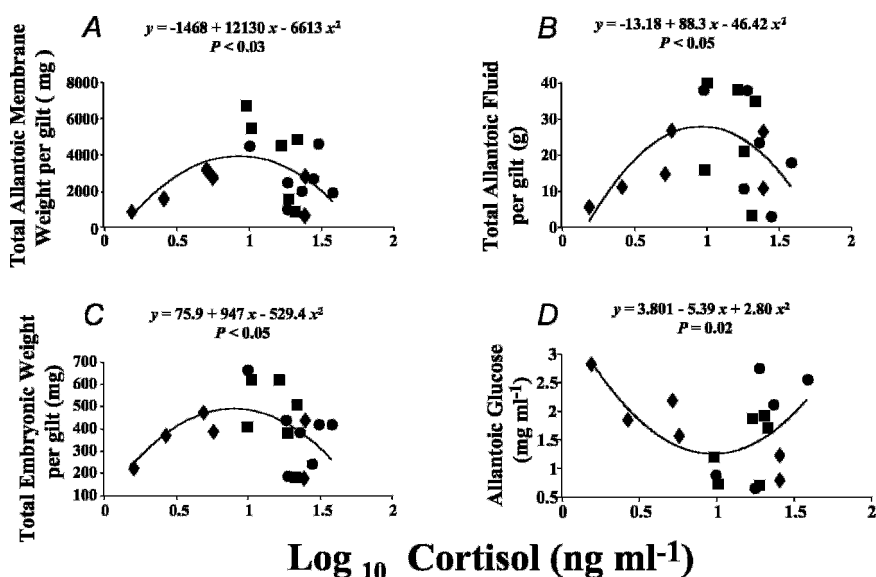 A
y = -1468 + 12130 x - 6613 x²
P < 0.03
Total Allantoic Membrane
Weight per gilt ( mg )
8000
6000
4000
2000
0
0
0.5
1
1.5
2
B
y = -13.18 + 88.3 x - 46.42 x²
P < 0.05
Total Allantoic Fluid
per gilt (g)
40
30
20
10
0
0
0.5
1
1.5
2
C
y = 75.9 + 947 x - 529.4 x²
P < 0.05
Total Embryonic Weight
per gilt (mg)
700
600
500
400
300
200
100
0
0.5
1
1.5
2
D
y = 3.801 - 5.39 x + 2.80 x²
P = 0.02
Allantoic Glucose
(mg ml-1)
3
2.5
2
1.5
1
0.5
0
0.5
1
1.5
2
Log 10 Cortisol (ng ml-1)